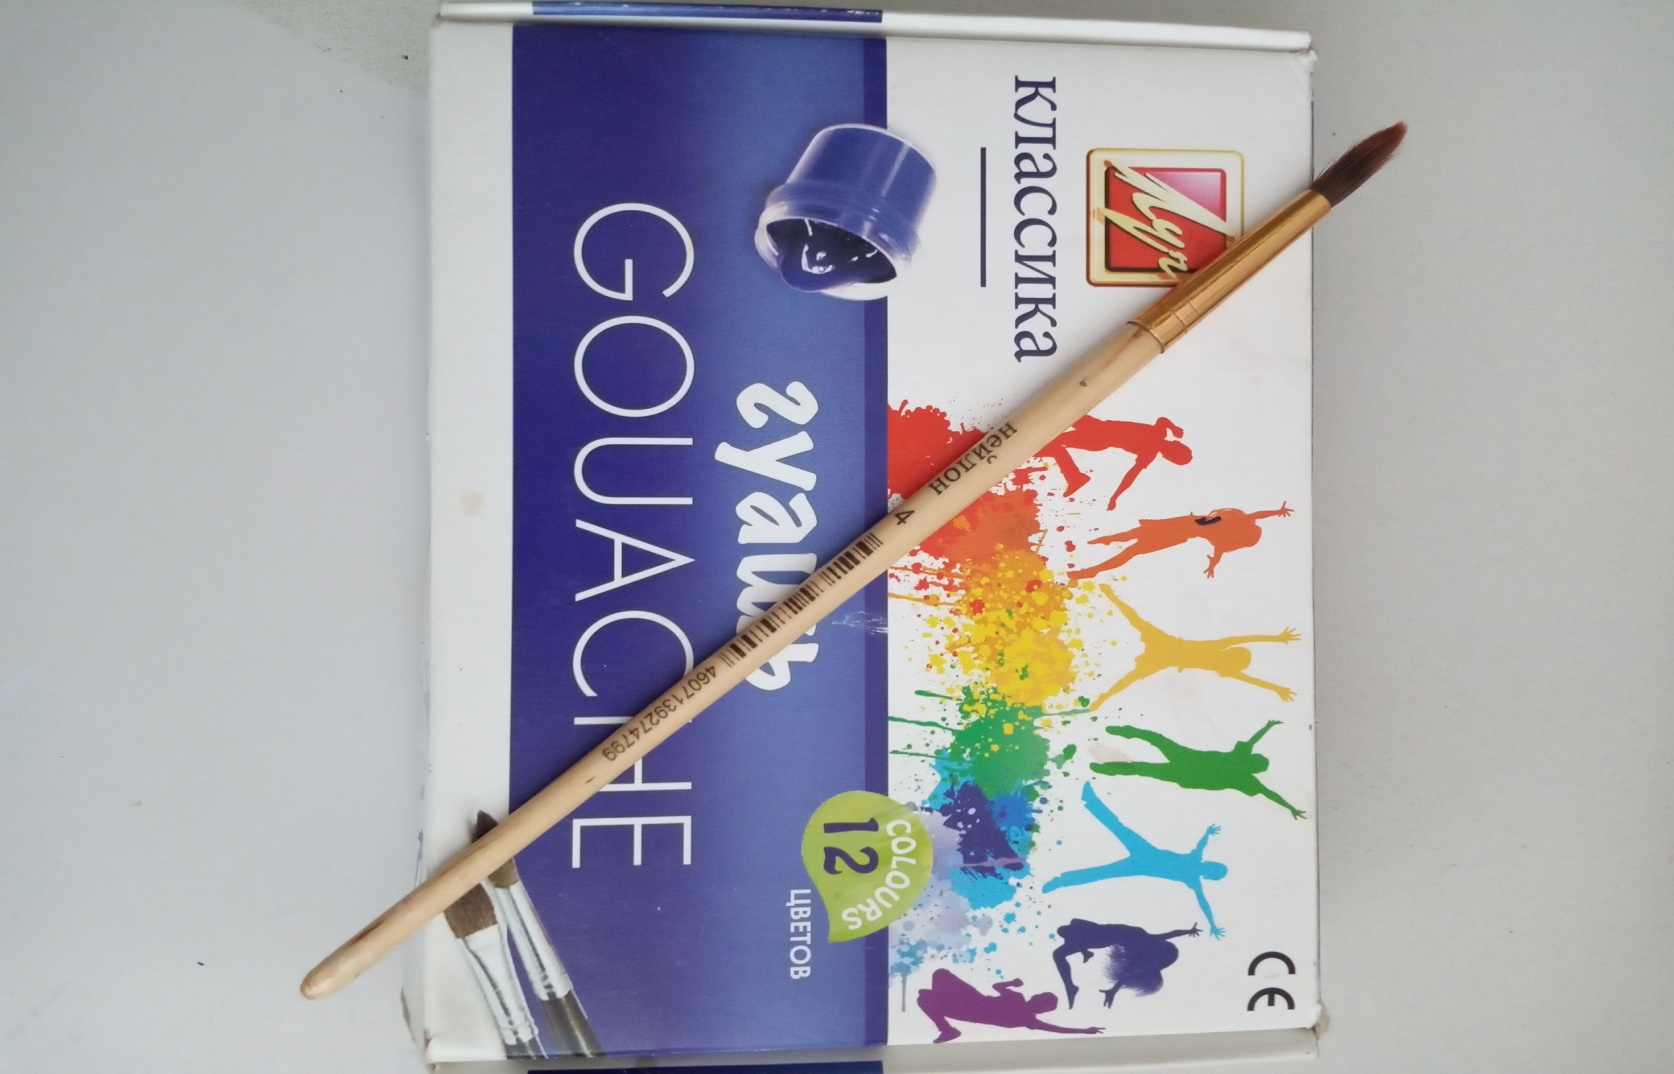 Луч
классика
гуашь
GOUACHE
12
COLOURS
ЦВЕТОВ
CE
нейлон 4
4607139274799